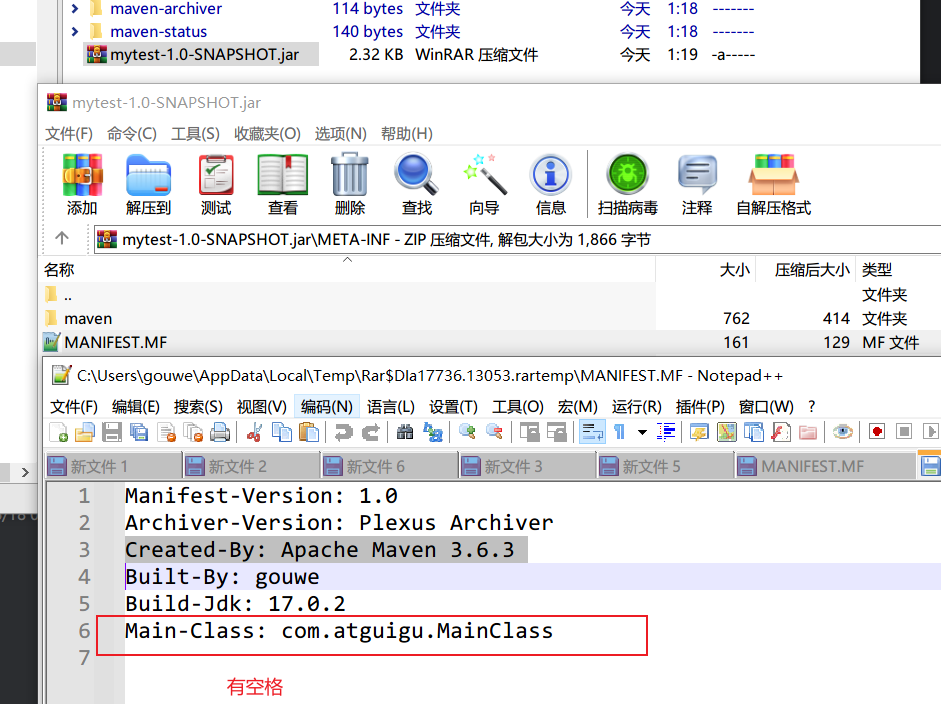 maven-archiver 114 bytes 文件夹 今天 1:18 -------
maven-status 140 bytes 文件夹 今天 1:18 -------
mytest-1.0-SNAPSHOT.jar 2.32 KB WinRAR 压缩文件 今天 1:19 -a-----
mytest-1.0-SNAPSHOT.jar
文件(F) 命令(C) 工具(S) 收藏夹(O) 选项(N) 帮助(H)
添加 解压到 测试 查看 删除 查找 向导 信息 扫描病毒 注释 自解压格式
mytest-1.0-SNAPSHOT.jar\META-INF - ZIP 压缩文件, 解包大小为 1,866 字节
名称 大小 压缩后大小 类型
.. 文件夹
maven 762 414 文件夹
MANIFEST.MF 161 129 MF 文件
C:\Users\gouwe\AppData\Local\Temp\Rar$DIa17736.13053.rartemp\MANIFEST.MF - Notepad++
文件(F) 编辑(E) 搜索(S) 视图(V) 编码(N) 语言(L) 设置(T) 工具(O) 宏(M) 运行(R) 插件(P) 窗口(W) ?
新文件 1 新文件 2 新文件 6 新文件 3 新文件 5 MANIFEST.MF
1 Manifest-Version: 1.0
2 Archiver-Version: Plexus Archiver
3 Created-By: Apache Maven 3.6.3
4 Built-By: gouwe
5 Build-Jdk: 17.0.2
6 Main-Class: com.atguigu.MainClass
7
有空格